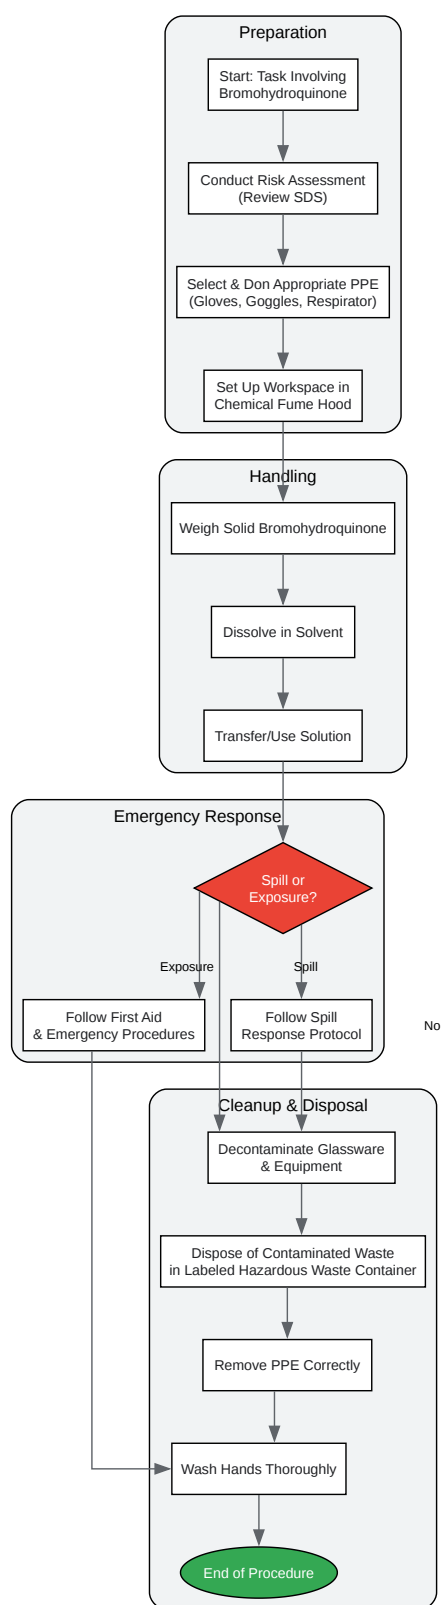 Preparation
Start: Task Involving
Bromohydroquinone
Conduct Risk Assessment
(Review SDS)
Select & Don Appropriate PPE
(Gloves, Goggles, Respirator)
Set Up Workspace in
Chemical Fume Hood
Handling
Weigh Solid Bromohydroquinone
Dissolve in Solvent
Transfer/Use Solution
Emergency Response
Spill or
Exposure?
Exposure
Spill
Follow First Aid
& Emergency Procedures
Follow Spill
Response Protocol
No
Cleanup & Disposal
Decontaminate Glassware
& Equipment
Dispose of Contaminated Waste
in Labeled Hazardous Waste Container
Remove PPE Correctly
Wash Hands Thoroughly
End of Procedure